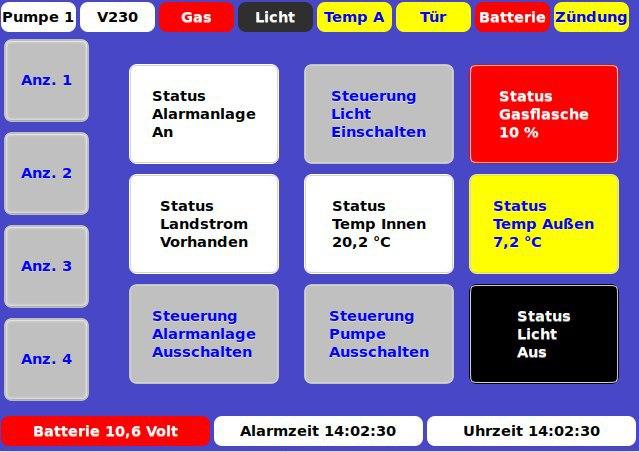 Pumpe 1
V230
Gas
Licht
Temp A
Tür
Batterie
Zündung
Anz. 1
Anz. 2
Anz. 3
Anz. 4
Status
Alarmanlage
An
Steuerung
Licht
Einschalten
Status
Gasflasche
10 %
Status
Landstrom
Vorhanden
Status
Temp Innen
20,2 °C
Status
Temp Außen
7,2 °C
Steuerung
Alarmanlage
Ausschalten
Steuerung
Pumpe
Ausschalten
Status
Licht
Aus
Batterie 10,6 Volt
Alarmzeit 14:02:30
Uhrzeit 14:02:30